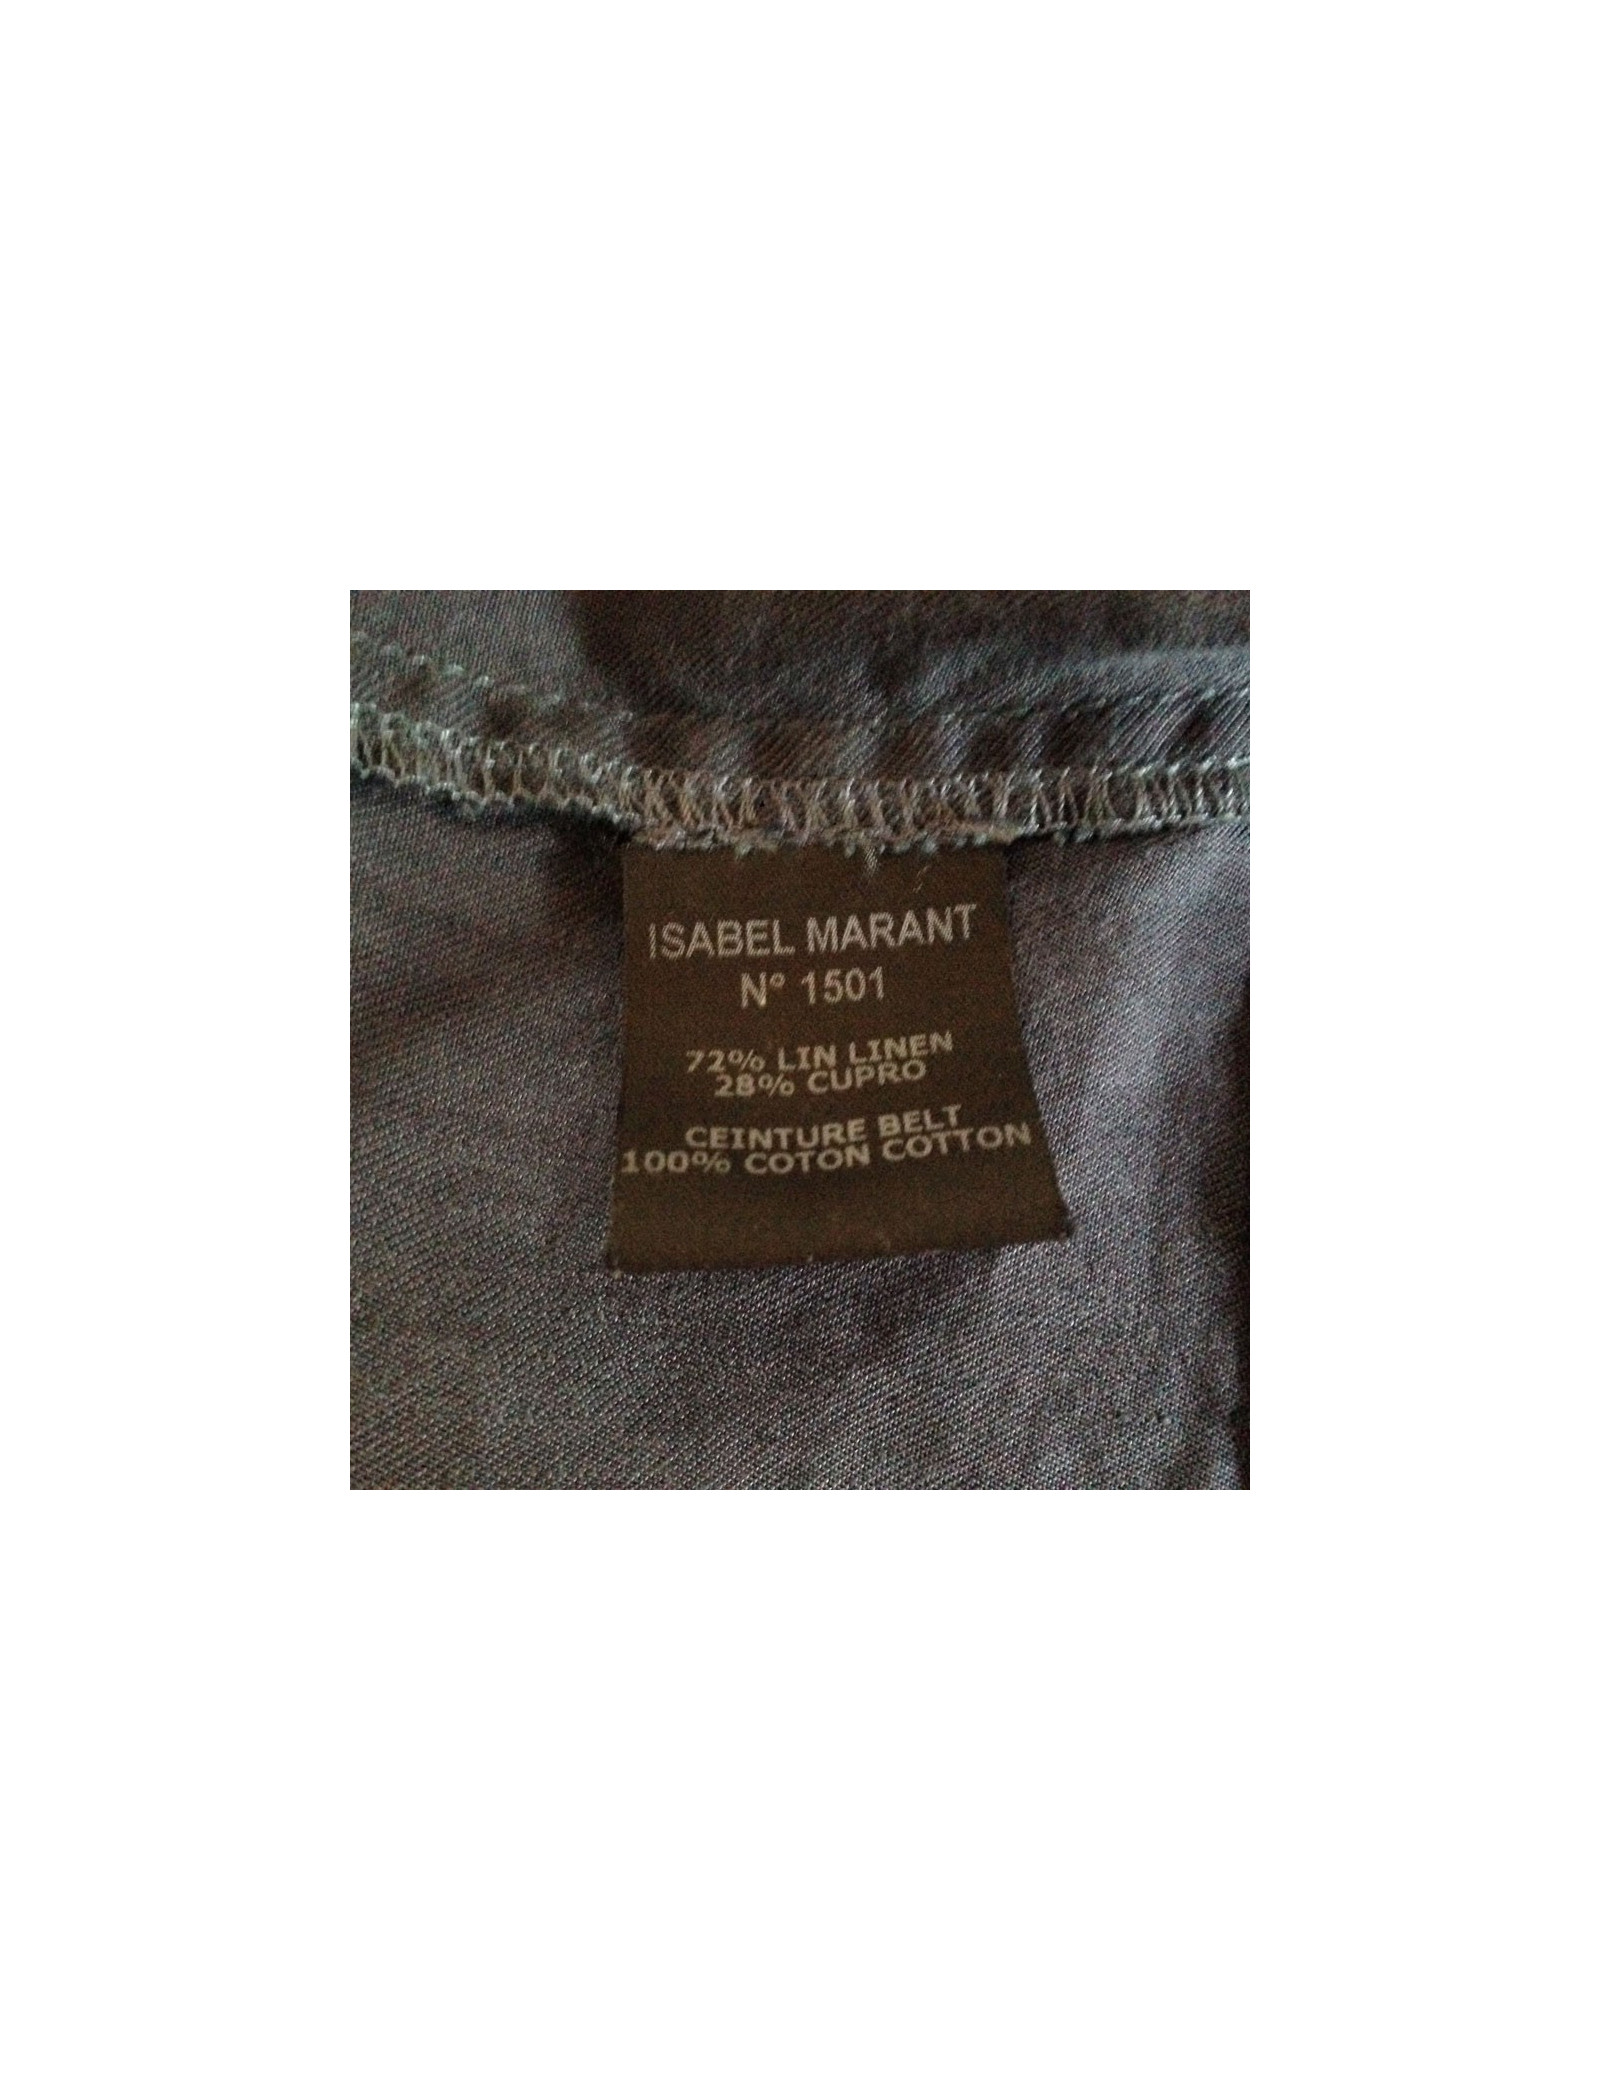 ISABEL MARANT
N° 1501
72% LIN LINEN
28% CUPRO
CEINTURE BELT
100% COTON COTTON